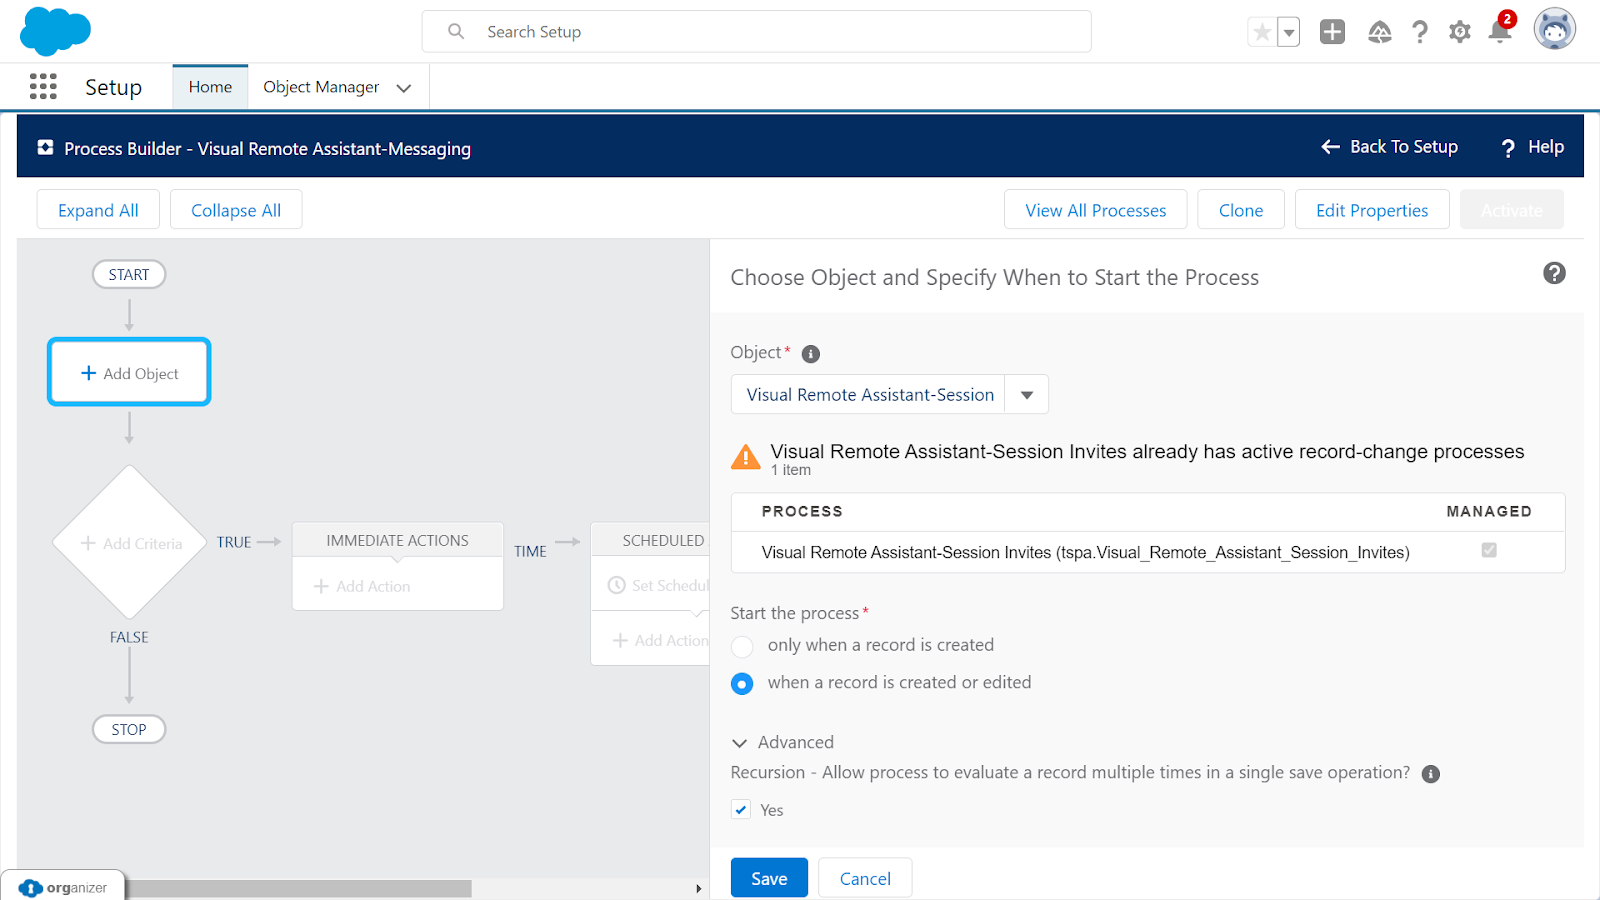 Search Setup
2
Setup
Home
Object Manager
Process Builder - Visual Remote Assistant-Messaging
Back To Setup
? Help
Expand All
Collapse All
View All Processes
Clone
Edit Properties
Activate
START
+ Add Object
+ Add Criteria
TRUE
IMMEDIATE ACTIONS
+ Add Action
TIME
SCHEDULED
Set Schedul
+ Add Action
FALSE
STOP
Choose Object and Specify When to Start the Process
Object*
Visual Remote Assistant-Session
Visual Remote Assistant-Session Invites already has active record-change processes
1 item
PROCESS MANAGED
Visual Remote Assistant-Session Invites (tspa.Visual_Remote_Assistant_Session_Invites)
Start the process*
only when a record is created
when a record is created or edited
Advanced
Recursion - Allow process to evaluate a record multiple times in a single save operation?
Yes
Save
Cancel
organizer